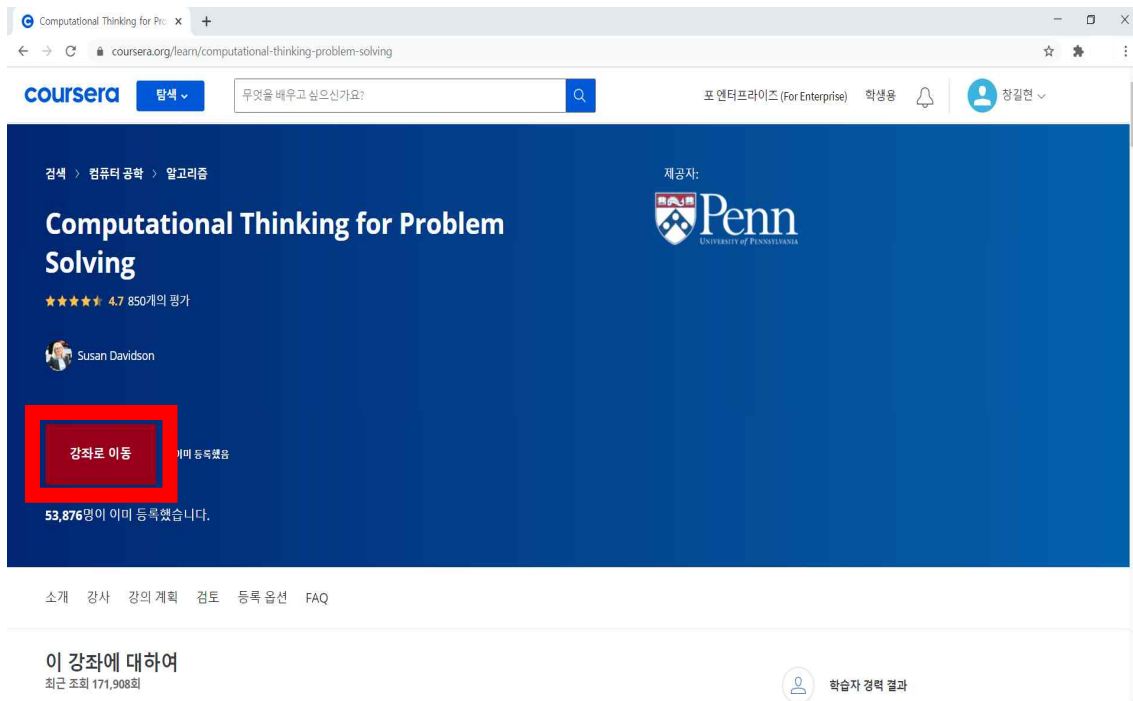 Computational Thinking for Pro
coursera.org/learn/computational-thinking-problem-solving
coursera
탐색
무엇을 배우고 싶으신가요?
포 엔터프라이즈 (For Enterprise)
학생용
창길현
검색 > 컴퓨터 공학 > 알고리즘
제공자:
Computational Thinking for Problem
Solving
Penn
UNIVERSITY of PENNSYLVANIA
4.7 850개의 평가
Susan Davidson
강좌로 이동
이미 등록했음
53,876명이 이미 등록했습니다.
소개 강사 강의 계획 검토 등록 옵션 FAQ
이 강좌에 대하여
최근 조회 171,908회
학습자 경력 결과